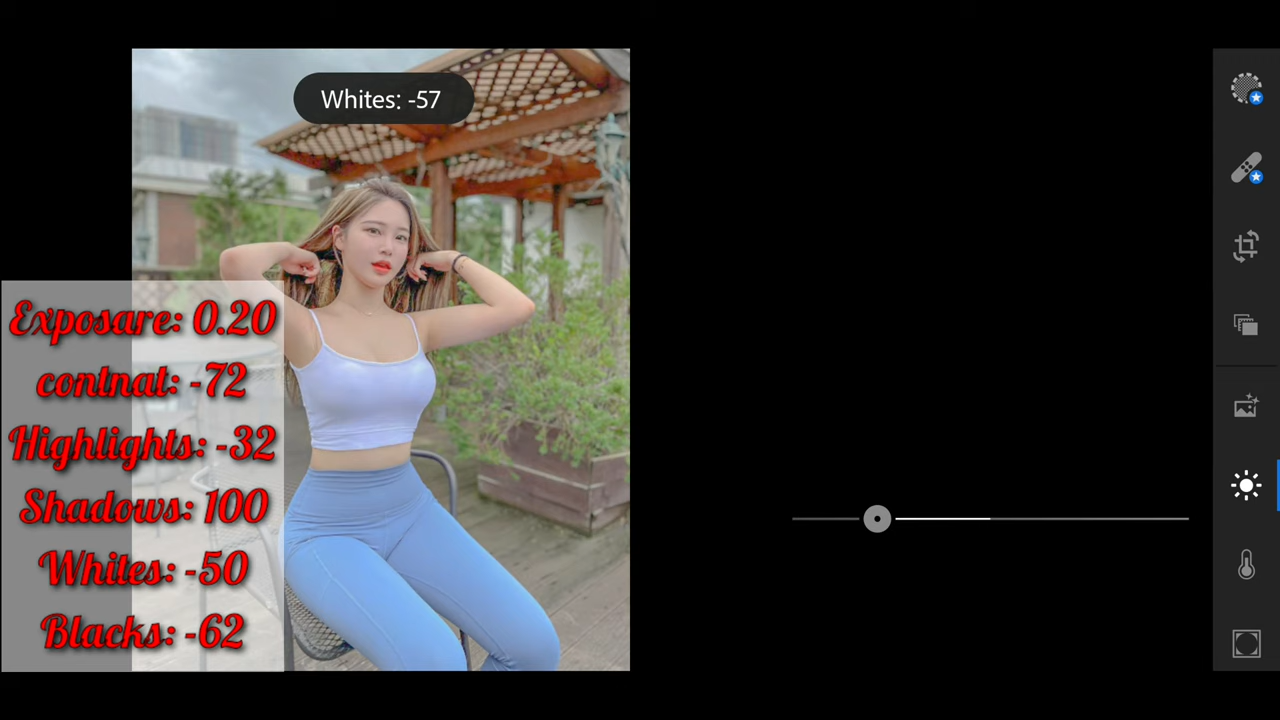 Whites: -57
Exposare: 0.20
contnat: -72
Highlights: -32
Shadows: 100
Whites: -50
Blacks: -62